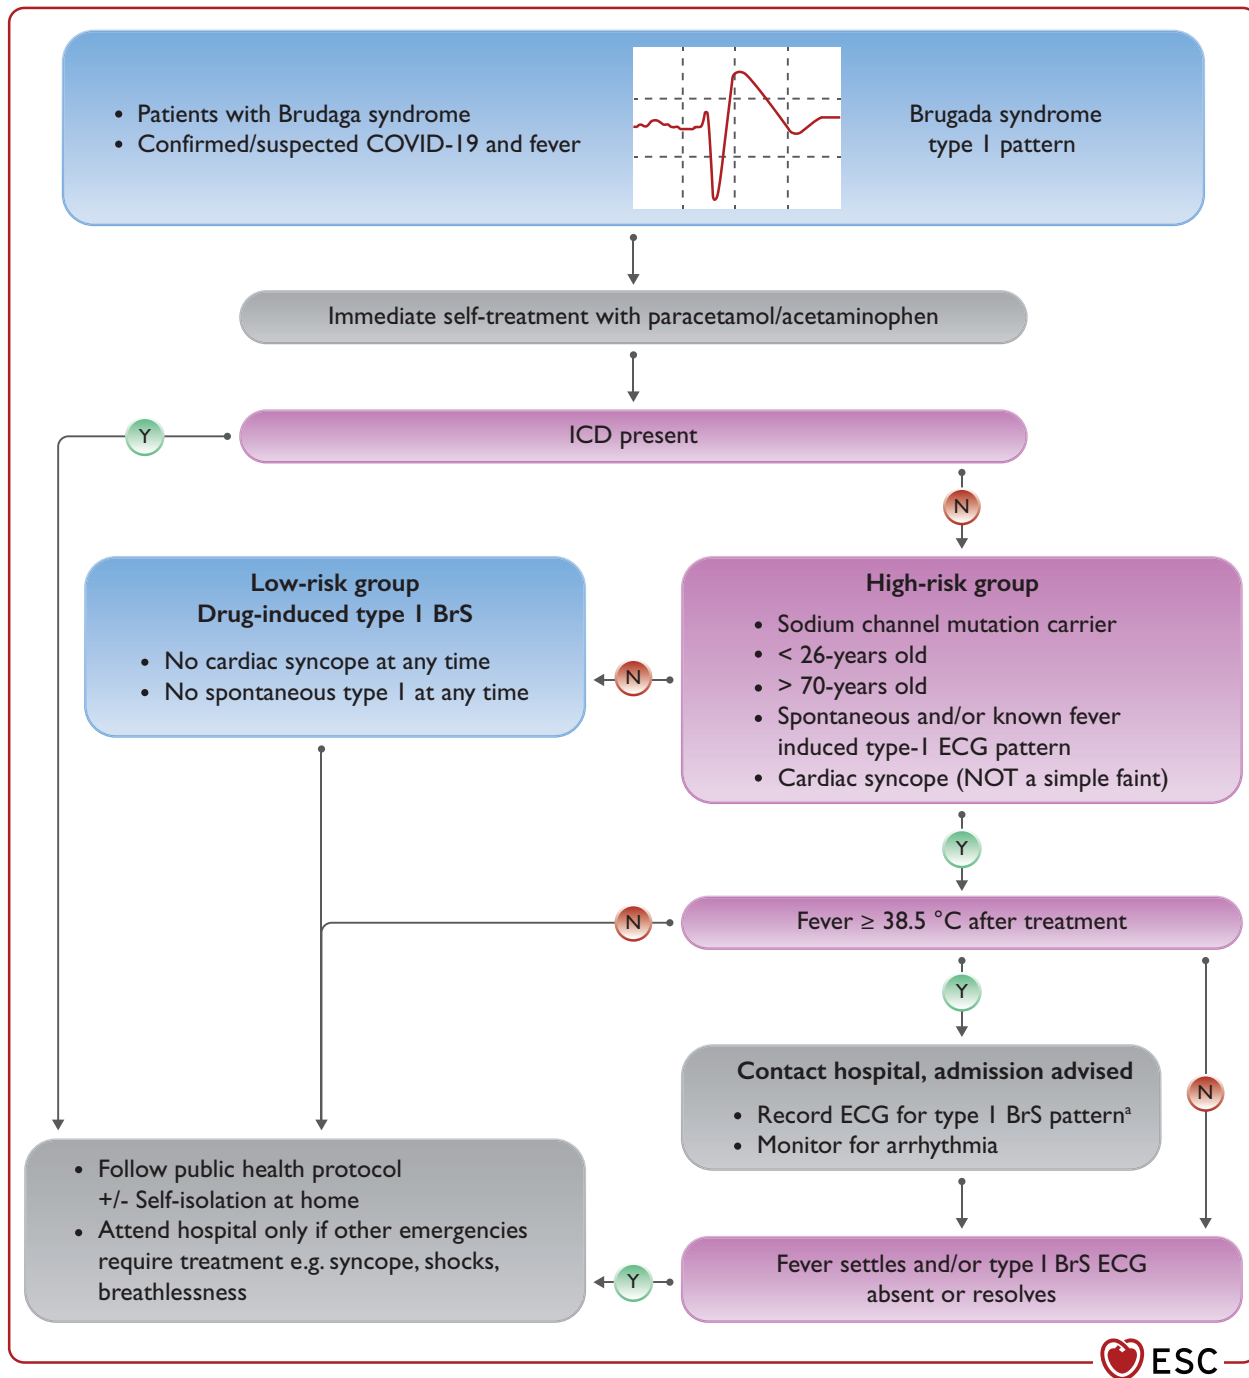 • Patients with Brudaga syndrome
• Confirmed/suspected COVID-19 and fever
Brugada syndrome
type 1 pattern
Immediate self-treatment with paracetamol/acetaminophen
ICD present
Y
N
Low-risk group
Drug-induced type 1 BrS
• No cardiac syncope at any time
• No spontaneous type 1 at any time
N
High-risk group
• Sodium channel mutation carrier
• < 26-years old
• > 70-years old
• Spontaneous and/or known fever
induced type-1 ECG pattern
• Cardiac syncope (NOT a simple faint)
Y
Fever ≥ 38.5 °C after treatment
N
Y
N
Contact hospital, admission advised
• Record ECG for type 1 BrS patternᵃ
• Monitor for arrhythmia
• Follow public health protocol
+/- Self-isolation at home
• Attend hospital only if other emergencies
require treatment e.g. syncope, shocks,
breathlessness
Y
Fever settles and/or type 1 BrS ECG
absent or resolves
ESC